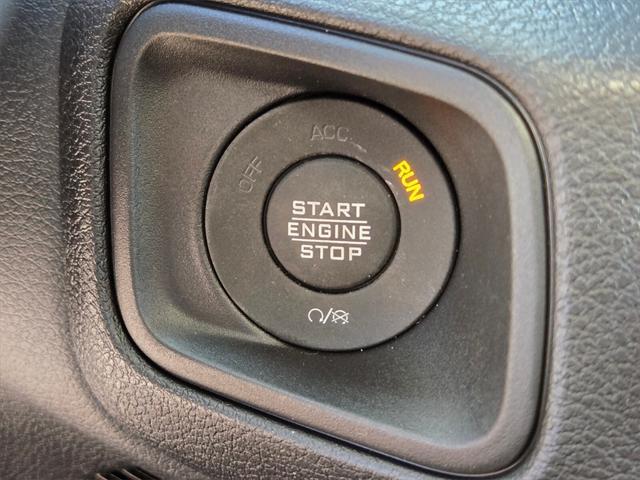 OFF
ACC
RUN
START
ENGINE
STOP